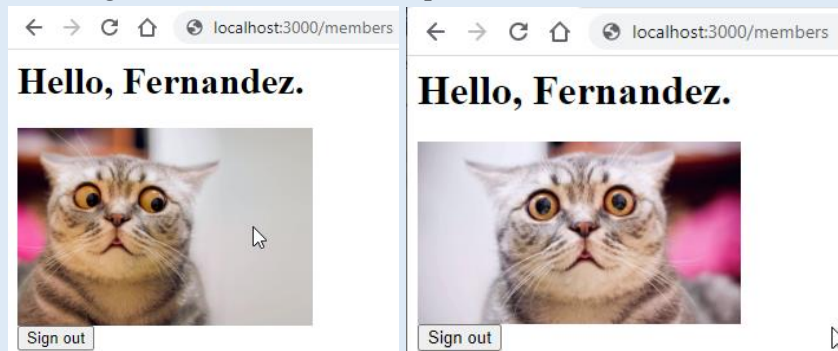 localhost:3000/members
Hello, Fernandez.
Sign out
localhost:3000/members
Hello, Fernandez.
Sign out